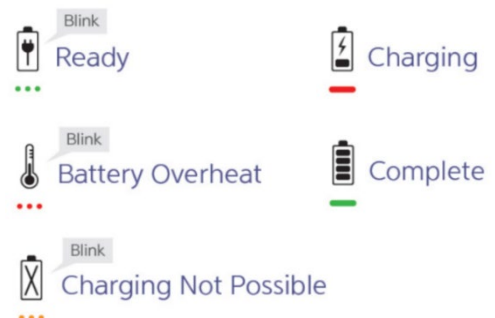 Blink
Ready
Charging
Blink
Battery Overheat
Complete
Blink
Charging Not Possible